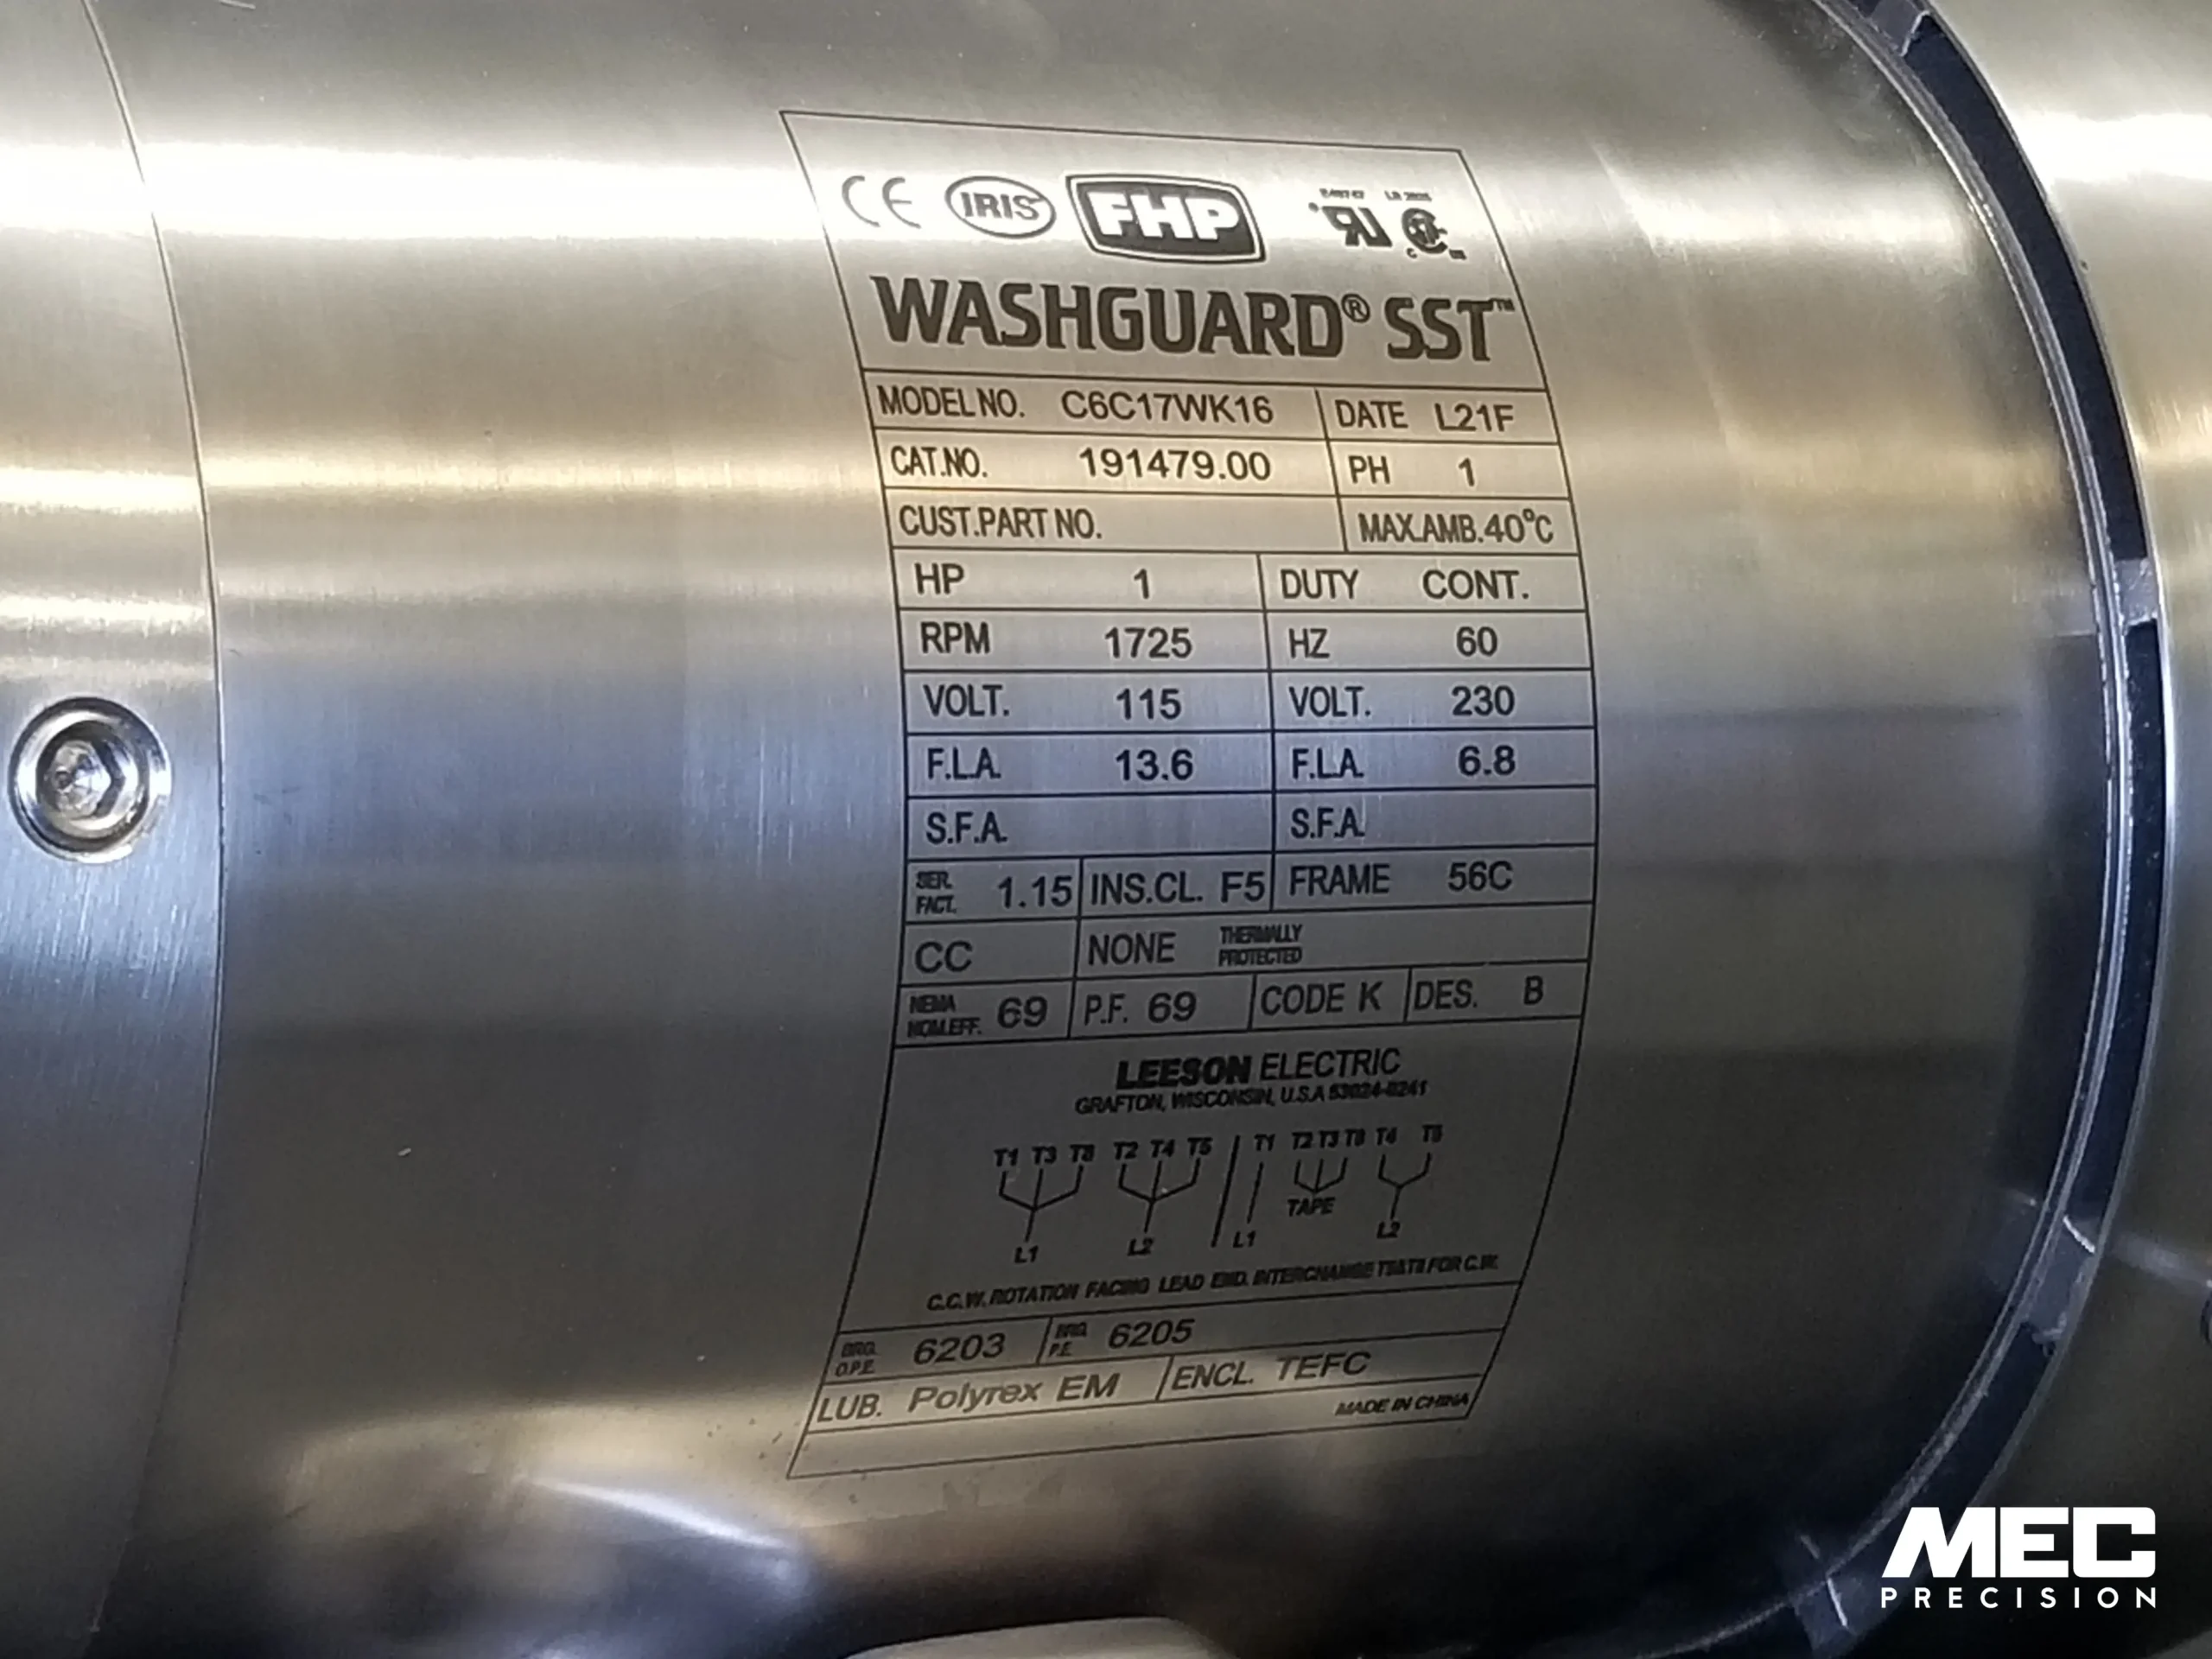 CE IRIS FHP
WASHGUARD® SST™
MODEL NO. C6C17WK16 DATE L21F
CAT.NO. 191479.00 PH 1
CUST.PART NO. MAX.AMB.40°C
HP 1 DUTY CONT.
RPM 1725 HZ 60
VOLT. 115 VOLT. 230
F.L.A. 13.6 F.L.A. 6.8
S.F.A. S.F.A.
SER. FACT. 1.15 INS.CL. F5 FRAME 56C
CC NONE THERMALLY PROTECTED
NEMA NOM.EFF. 69 P.F. 69 CODE K DES. B
LEESON ELECTRIC
GRAFTON, WISCONSIN, U.S.A 53024-0241
T1 T3 T8 T2 T4 T5 T1 T2 T3 T8 T4 T5
TAPE
L1 L2 L1 L2
C.C.W. ROTATION FACING LEAD END. INTERCHANGE FOR C.W.
BRG. O.P.E. 6203 BRG. P.E. 6205
LUB. Polyrex EM ENCL. TEFC
MADE IN CHINA
MEC
PRECISION